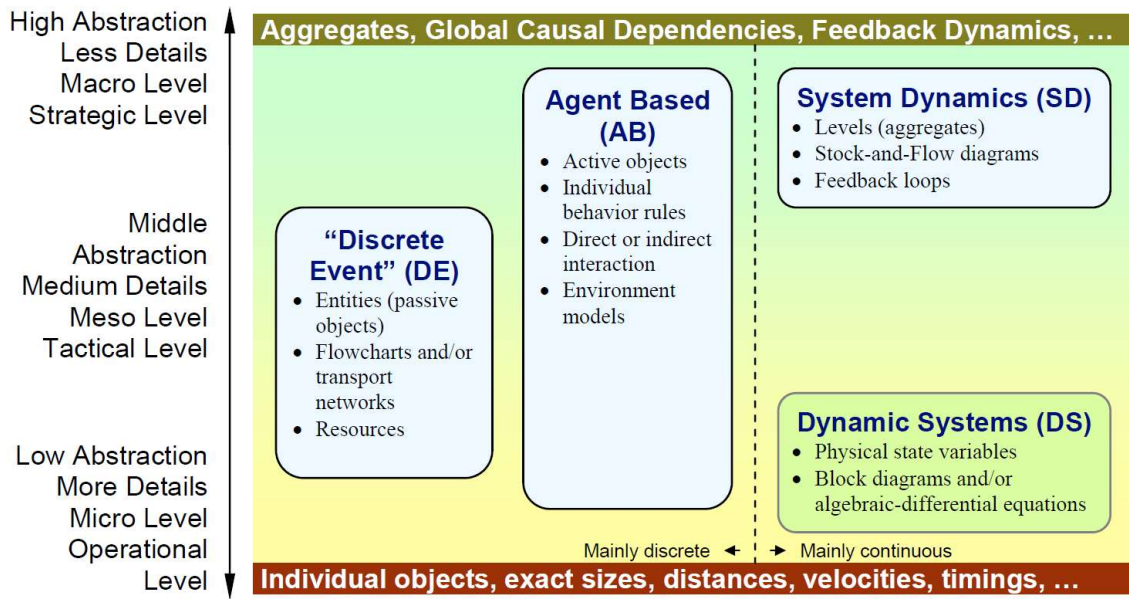 High Abstraction
Less Details
Macro Level
Strategic Level
Middle
Abstraction
Medium Details
Meso Level
Tactical Level
Low Abstraction
More Details
Micro Level
Operational
Level
Aggregates, Global Causal Dependencies, Feedback Dynamics, …
“Discrete
Event” (DE)
• Entities (passive
objects)
• Flowcharts and/or
transport
networks
• Resources
Agent Based
(AB)
• Active objects
• Individual
behavior rules
• Direct or indirect
interaction
• Environment
models
System Dynamics (SD)
• Levels (aggregates)
• Stock-and-Flow diagrams
• Feedback loops
Dynamic Systems (DS)
• Physical state variables
• Block diagrams and/or
algebraic-differential equations
Mainly discrete
Mainly continuous
Individual objects, exact sizes, distances, velocities, timings, …